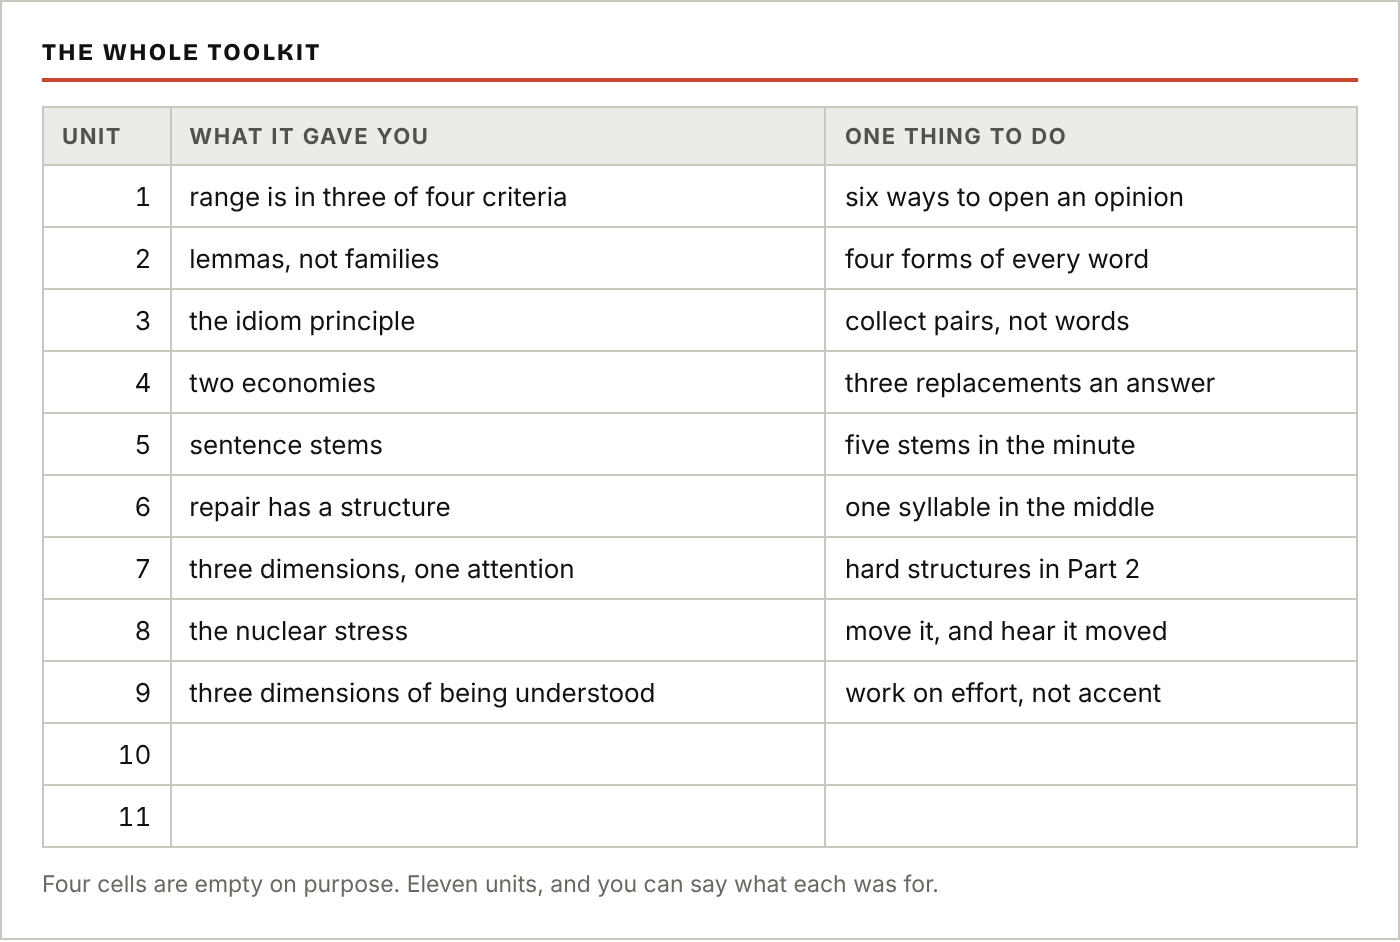 THE WHOLE TOOLKIT
UNIT WHAT IT GAVE YOU ONE THING TO DO
1 range is in three of four criteria six ways to open an opinion
2 lemmas, not families four forms of every word
3 the idiom principle collect pairs, not words
4 two economies three replacements an answer
5 sentence stems five stems in the minute
6 repair has a structure one syllable in the middle
7 three dimensions, one attention hard structures in Part 2
8 the nuclear stress move it, and hear it moved
9 three dimensions of being understood work on effort, not accent
10
11
Four cells are empty on purpose. Eleven units, and you can say what each was for.